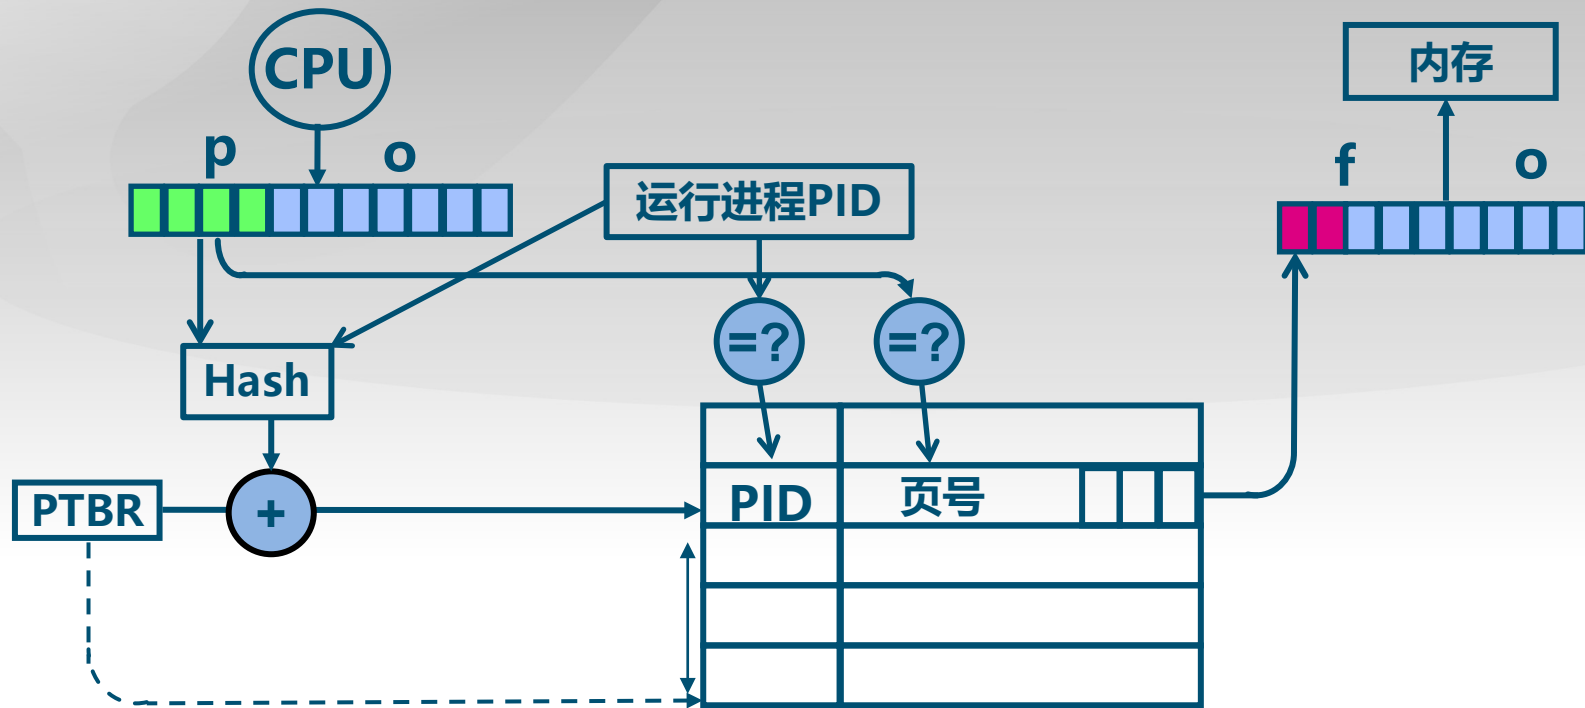 CPU
内存
p
o
f
o
运行进程PID
=?
=?
Hash
PTBR
+
PID
页号